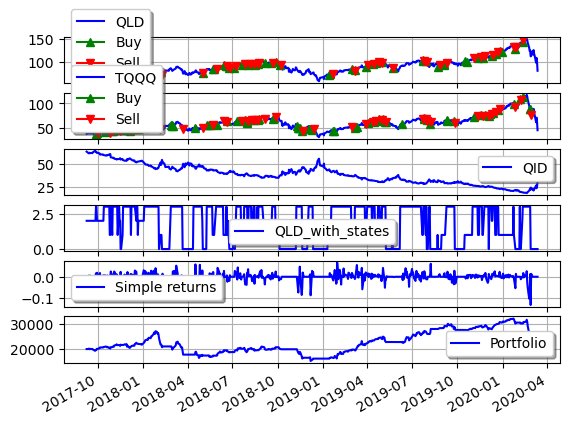 QLD
Buy
Sell
150
100
TQQQ
Buy
Sell
100
50
QID
50
25
QLD_with_states
2.5
0.0
Simple returns
0.0
−0.1
Portfolio
30000
20000
2017-10
2018-01
2018-04
2018-07
2018-10
2019-01
2019-04
2019-07
2019-10
2020-01
2020-04